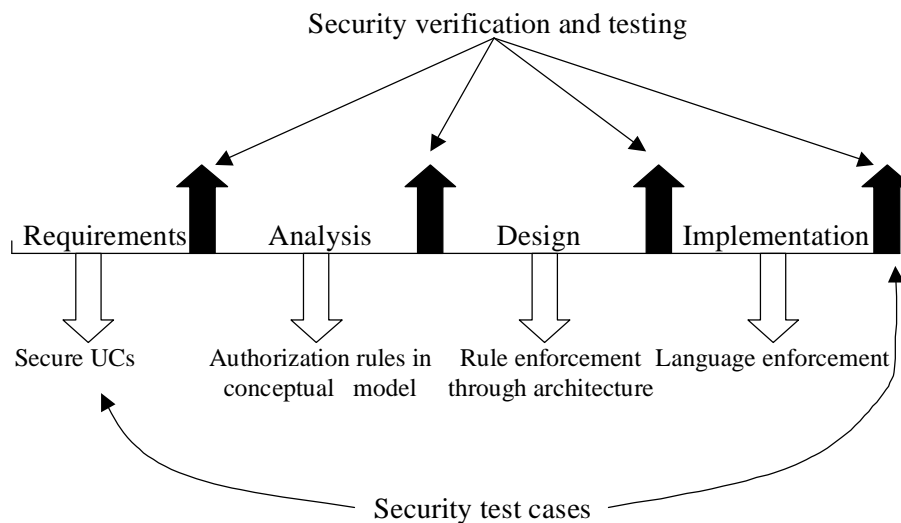 Security verification and testing
Requirements
Analysis
Design
Implementation
Secure UCs
Authorization rules in
conceptual model
Rule enforcement
through architecture
Language enforcement
Security test cases